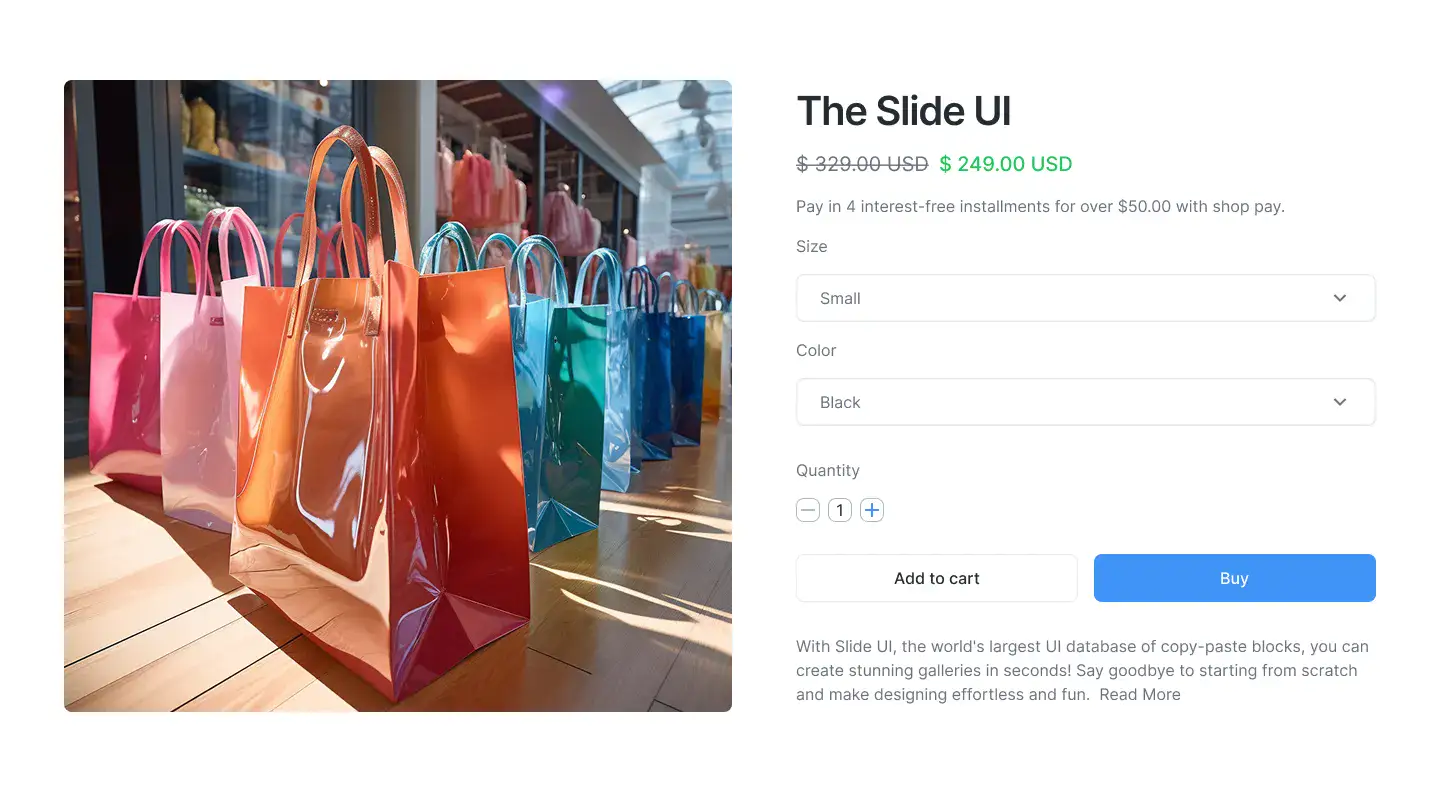 The Slide UI
$ 329.00 USD $ 249.00 USD
Pay in 4 interest-free installments for over $50.00 with shop pay.
Size
Small
Color
Black
Quantity
1
Add to cart Buy
With Slide UI, the world's largest UI database of copy-paste blocks, you can
create stunning galleries in seconds! Say goodbye to starting from scratch
and make designing effortless and fun. Read More